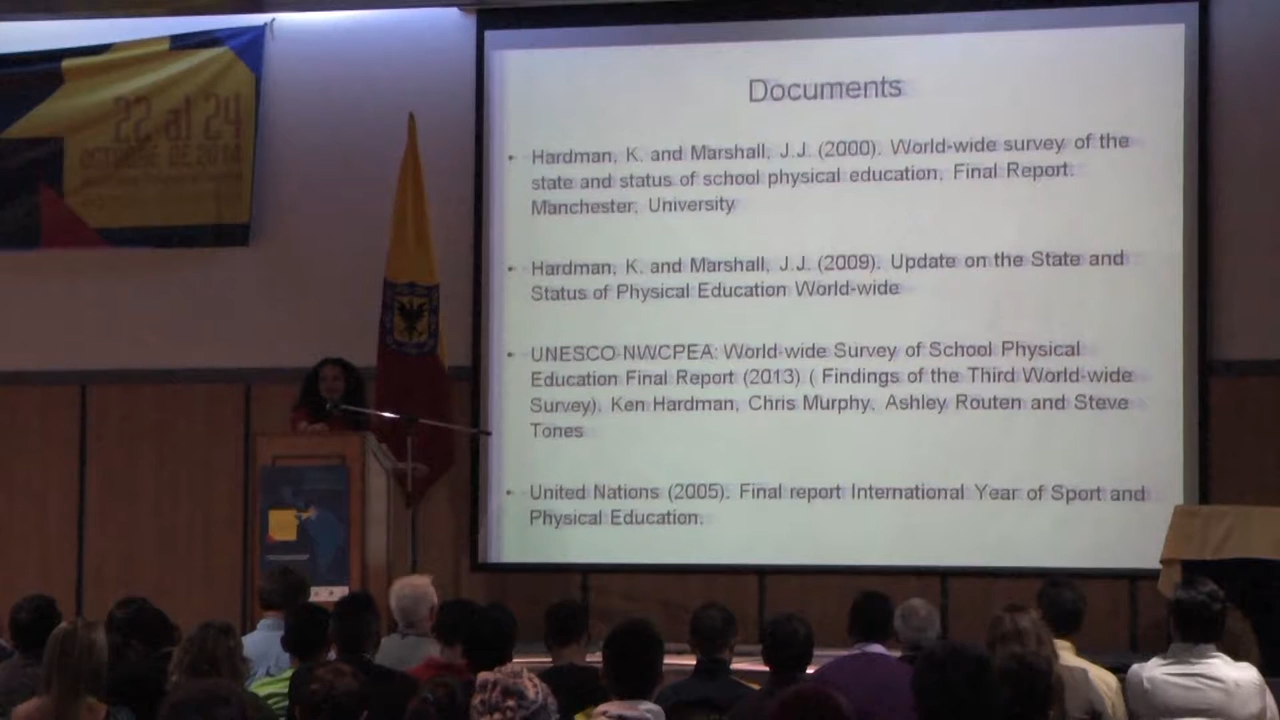 22 al 24
OCTUBRE DE 2014
Documents
• Hardman, K. and Marshall, J.J. (2000). World-wide survey of the
state and status of school physical education, Final Report.
Manchester, University
• Hardman, K. and Marshall, J.J. (2009). Update on the State and
Status of Physical Education World-wide
• UNESCO-NWCPEA: World-wide Survey of School Physical
Education Final Report (2013) ( Findings of the Third World-wide
Survey). Ken Hardman, Chris Murphy, Ashley Routen and Steve
Tones
• United Nations (2005). Final report International Year of Sport and
Physical Education.